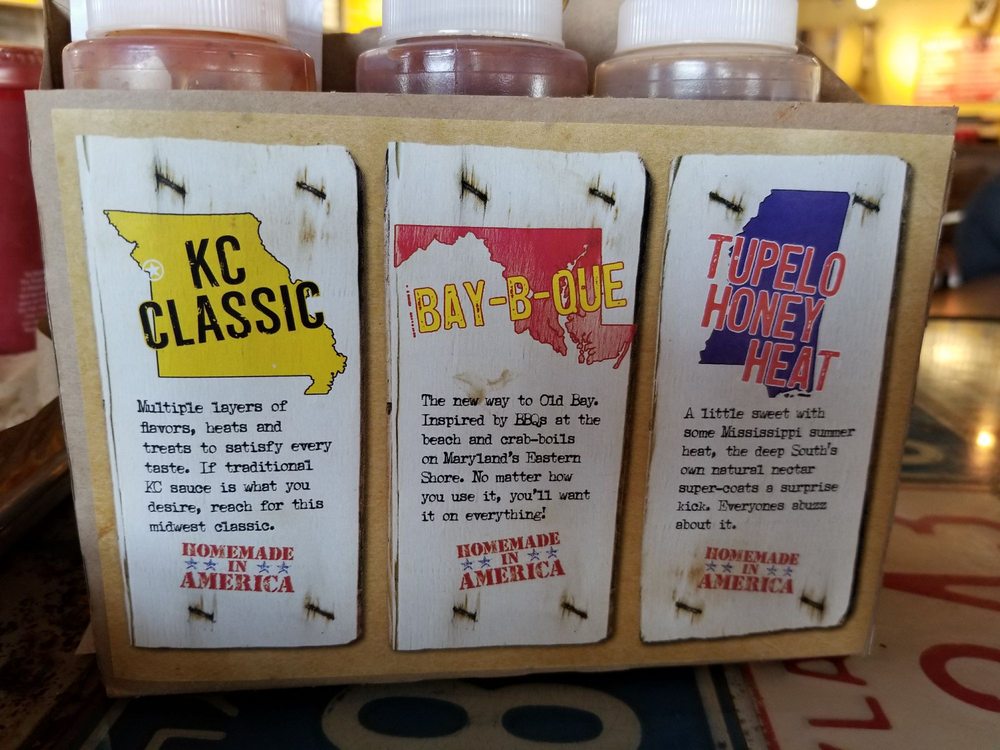 KC
CLASSIC
Multiple layers of
flavors, heats and
treats to satisfy every
taste. If traditional
KC sauce is what you
desire, reach for this
midwest classic.
HOMEMADE
IN
AMERICA
BAY-B-QUE
The new way to Old Bay.
Inspired by BBQs at the
beach and crab-boils
on Maryland's Eastern
Shore. No matter how
you use it, you'll want
it on everything!
HOMEMADE
IN
AMERICA
TUPELO
HONEY
HEAT
A little sweet with
some Mississippi summer
heat, the deep South's
own natural nectar
super-coats a surprise
kick. Everyones abuzz
about it.
HOMEMADE
IN
AMERICA
8